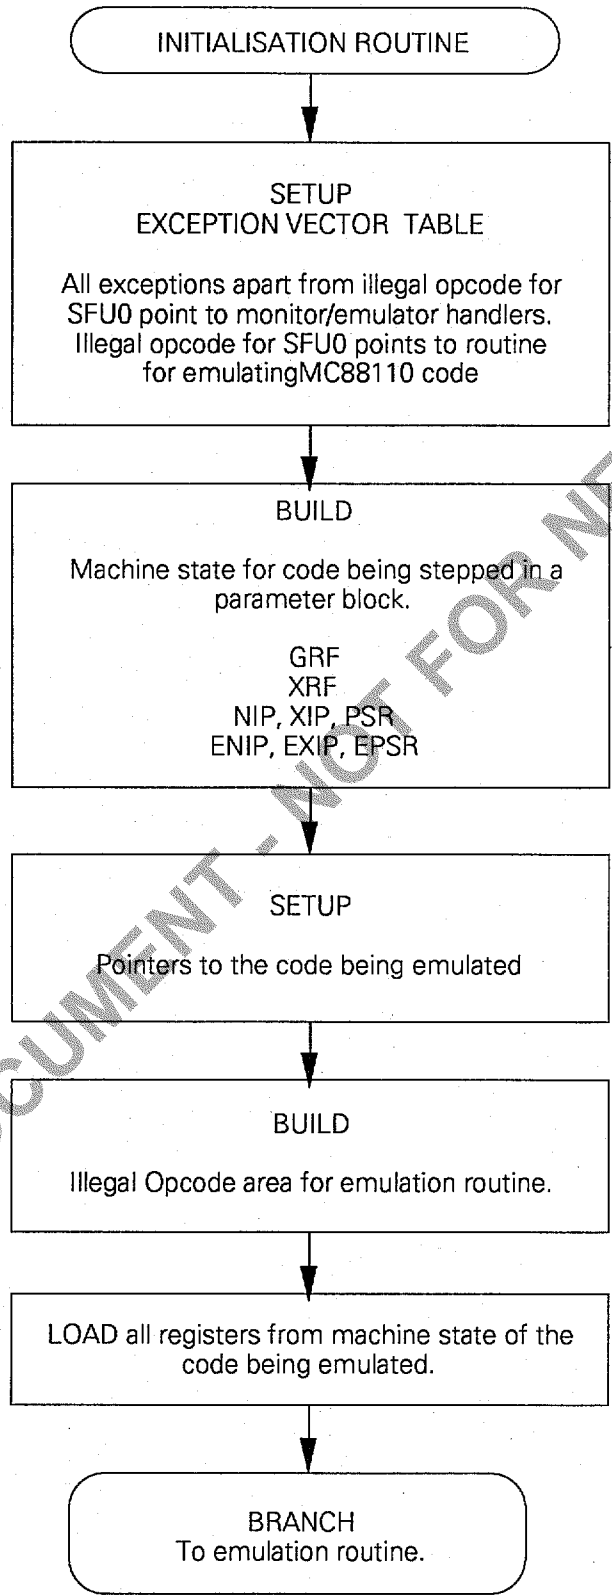 INITIALISATION ROUTINE
SETUP
EXCEPTION VECTOR TABLE
All exceptions apart from illegal opcode for
SFU0 point to monitor/emulator handlers.
Illegal opcode for SFU0 points to routine
for emulatingMC88110 code
BUILD
Machine state for code being stepped in a
parameter block.
GRF
XRF
NIP, XIP, PSR
ENIP, EXIP, EPSR
SETUP
Pointers to the code being emulated
BUILD
Illegal Opcode area for emulation routine.
LOAD all registers from machine state of the
code being emulated.
BRANCH
To emulation routine.
CUMENT - NOT FOR NE